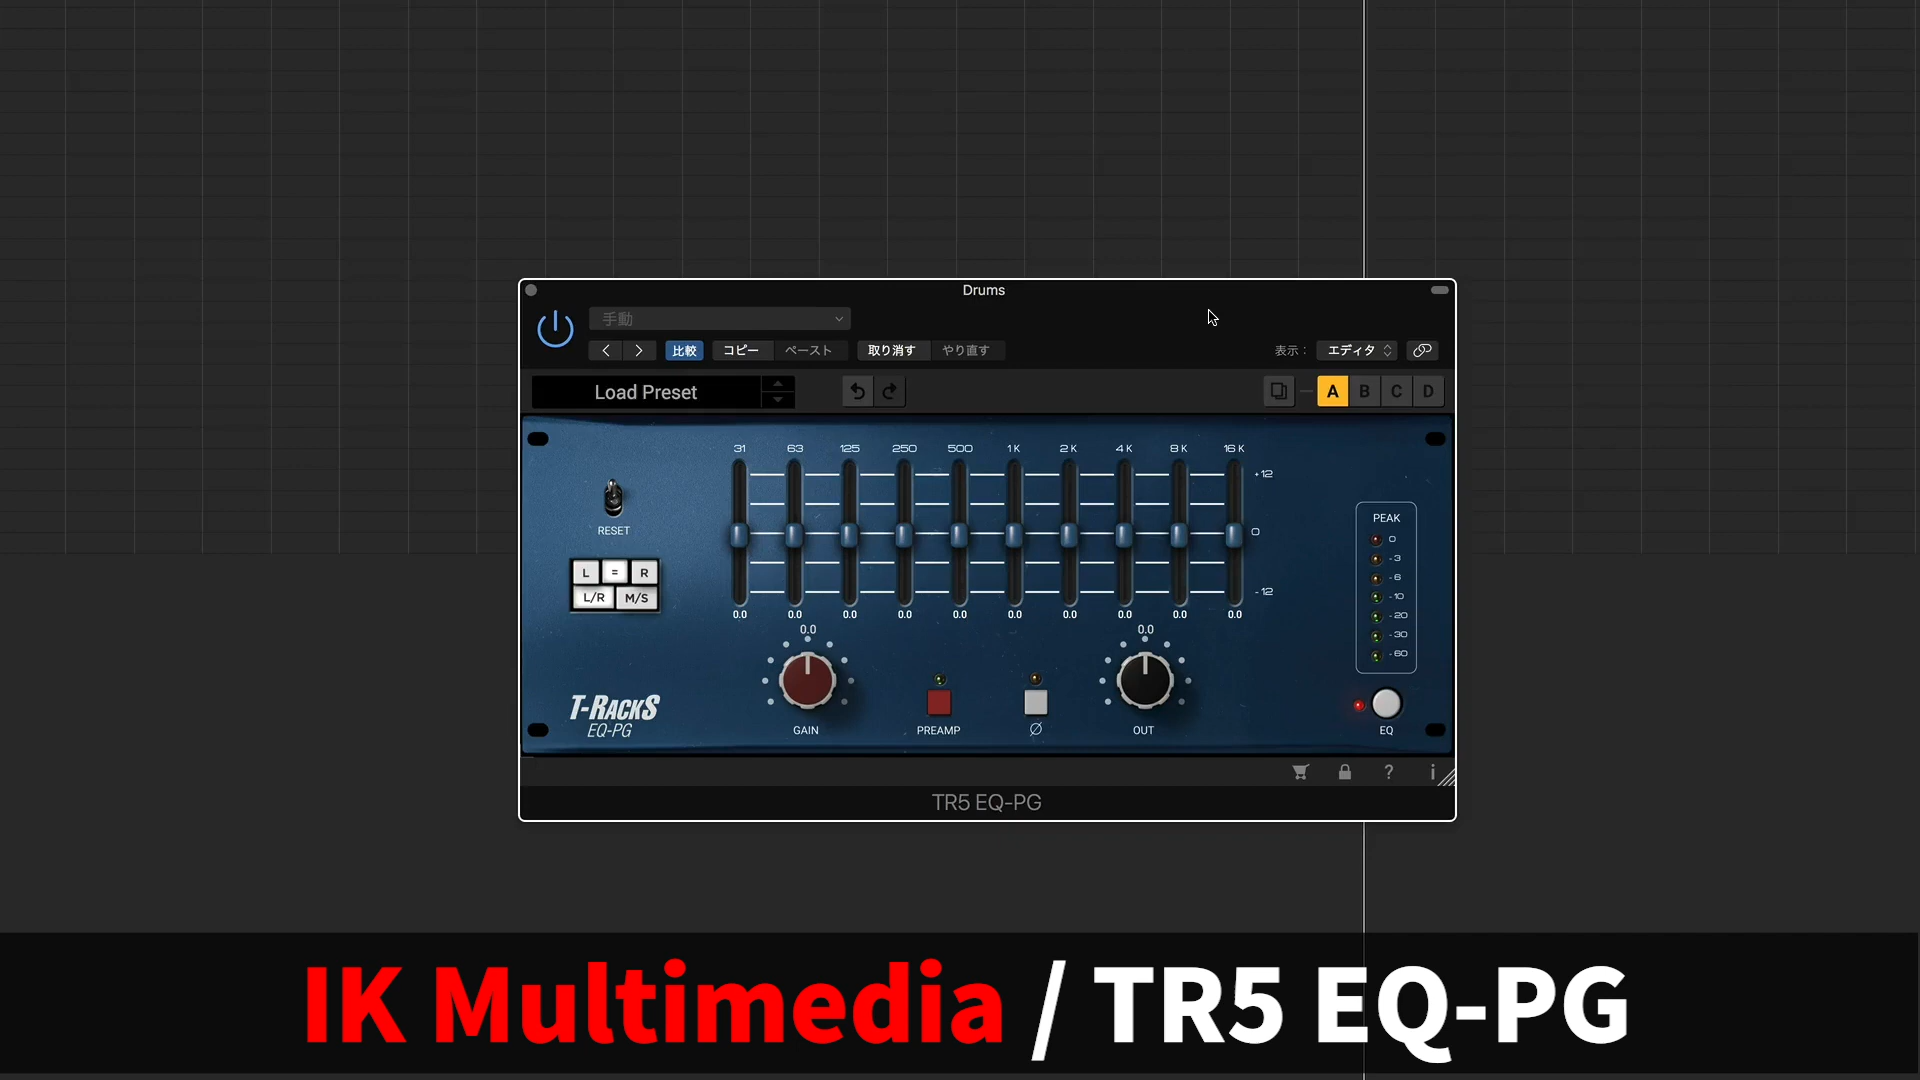 Drums
手動
比較 コピー ペースト 取り消す やり直す 表示： エディタ
Load Preset A B C D
31 63 125 250 500 1K 2K 4K 8K 16K
+12
0
-12
RESET
L = R
L/R M/S
0.0 0.0 0.0 0.0 0.0 0.0 0.0 0.0 0.0 0.0
0.0 0.0
PEAK
0
-3
-6
-10
-20
-30
-60
T-RackS
EQ-PG
GAIN PREAMP Ø OUT EQ
? i
TR5 EQ-PG
IK Multimedia / TR5 EQ-PG